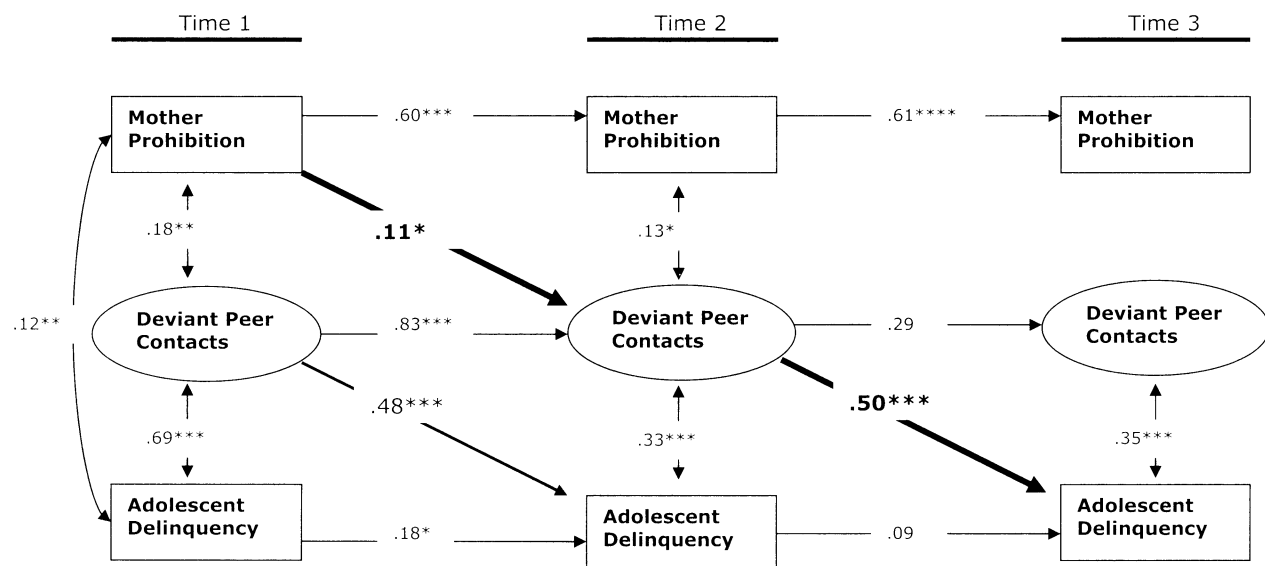 Time 1
Time 2
Time 3
Mother
Prohibition
.60***
Mother
Prohibition
.61****
Mother
Prohibition
.18**
.11*
.13*
.12**
Deviant Peer
Contacts
.83***
Deviant Peer
Contacts
.29
Deviant Peer
Contacts
.69***
.48***
.33***
.50***
.35***
Adolescent
Delinquency
.18*
Adolescent
Delinquency
.09
Adolescent
Delinquency